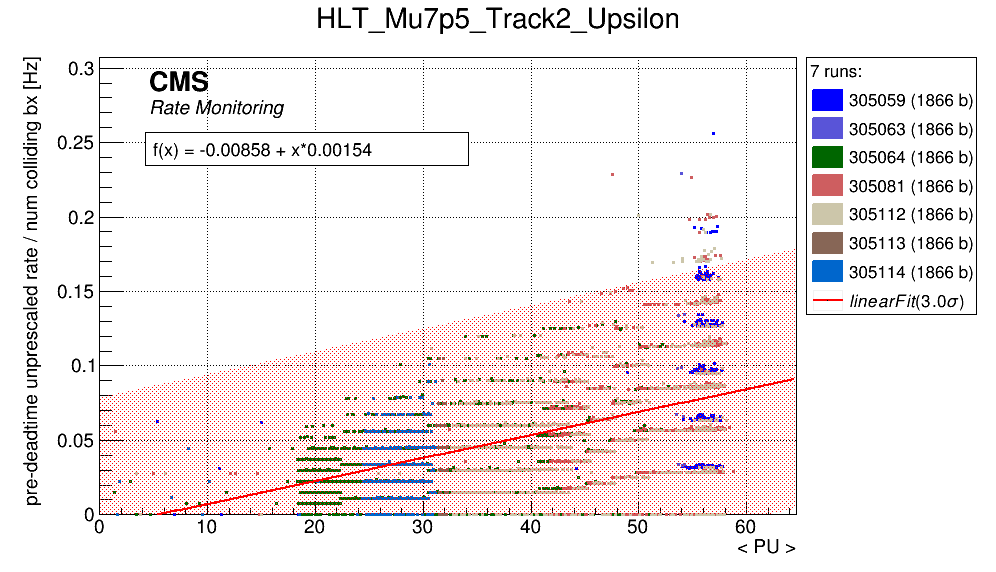 HLT_Mu7p5_Track2_Upsilon
pre-deadtime unprescaled rate / num colliding bx [Hz]
0.3
0.25
0.2
0.15
0.1
0.05
0
CMS
Rate Monitoring
f(x) = -0.00858 + x*0.00154
0 10 20 30 40 50 60
< PU >
7 runs:
305059 (1866 b)
305063 (1866 b)
305064 (1866 b)
305081 (1866 b)
305112 (1866 b)
305113 (1866 b)
305114 (1866 b)
linearFit(3.0σ)